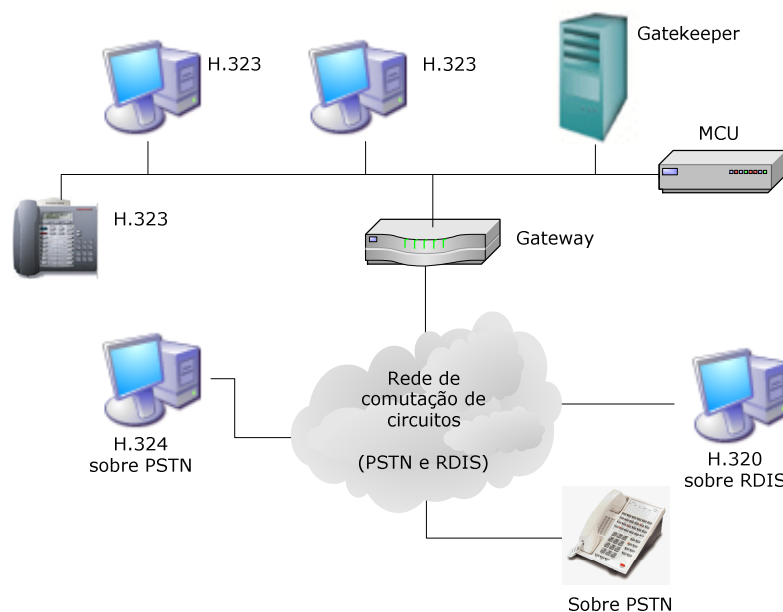 Gatekeeper
H.323
H.323
MCU
H.323
Gateway
Rede de
comutação de
circuitos
(PSTN e RDIS)
H.324
sobre PSTN
H.320
sobre RDIS
Sobre PSTN